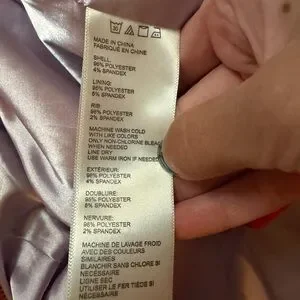 30
MADE IN CHINA
FABRIQUÉ EN CHINE
SHELL:
96% POLYESTER
4% SPANDEX
LINING:
95% POLYESTER
5% SPANDEX
RIB:
98% POLYESTER
2% SPANDEX
MACHINE WASH COLD
WITH LIKE COLORS
ONLY NON-CHLORINE BLEAC
WHEN NEEDED
LINE DRY
USE WARM IRON IF NEEDED
EXTÉRIEUR:
96% POLYESTER
4% SPANDEX
DOUBLURE:
95% POLYESTER
5% SPANDEX
NERVURE:
98% POLYESTER
2% SPANDEX
MACHINE DE LAVAGE FROID
AVEC DES COULEURS
SIMILAIRES
BLANCHIR SANS CHLORE SI
NÉCESSAIRE
LIGNE SEC
UTILISER LE FER TIÈDE SI
NÉCESSAIRE